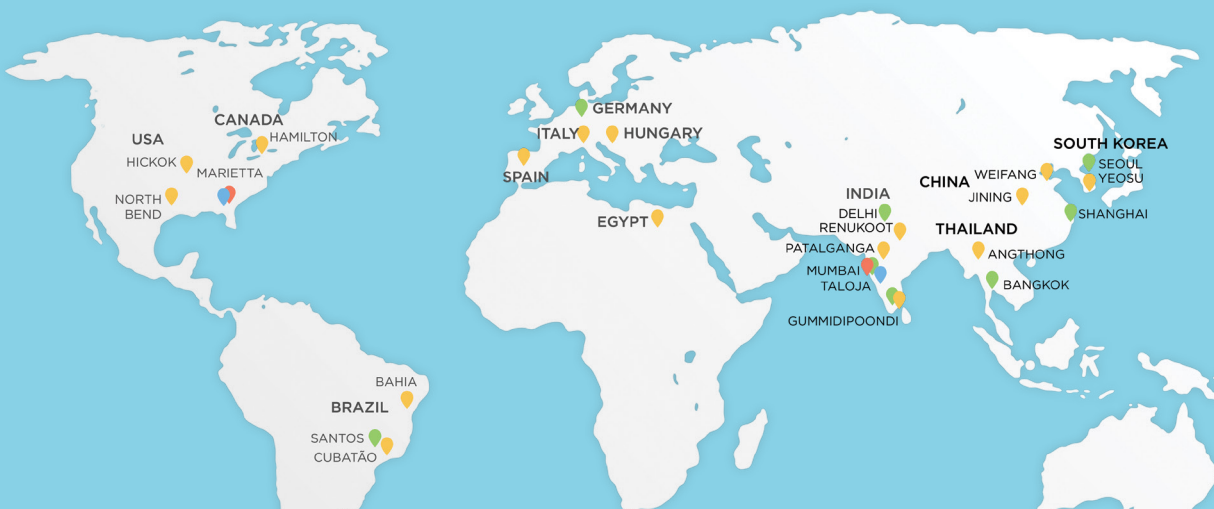 CANADA
HAMILTON
USA
HICKOK
MARIETTA
NORTH
BEND
BAHIA
BRAZIL
SANTOS
CUBATÃO
GERMANY
ITALY
HUNGARY
SPAIN
EGYPT
INDIA
DELHI
RENUKOOT
PATALGANGA
MUMBAI
TALOJA
GUMMIDIPOONDI
SOUTH KOREA
SEOUL
YEOSU
WEIFANG
CHINA
JINING
SHANGHAI
THAILAND
ANGTHONG
BANGKOK